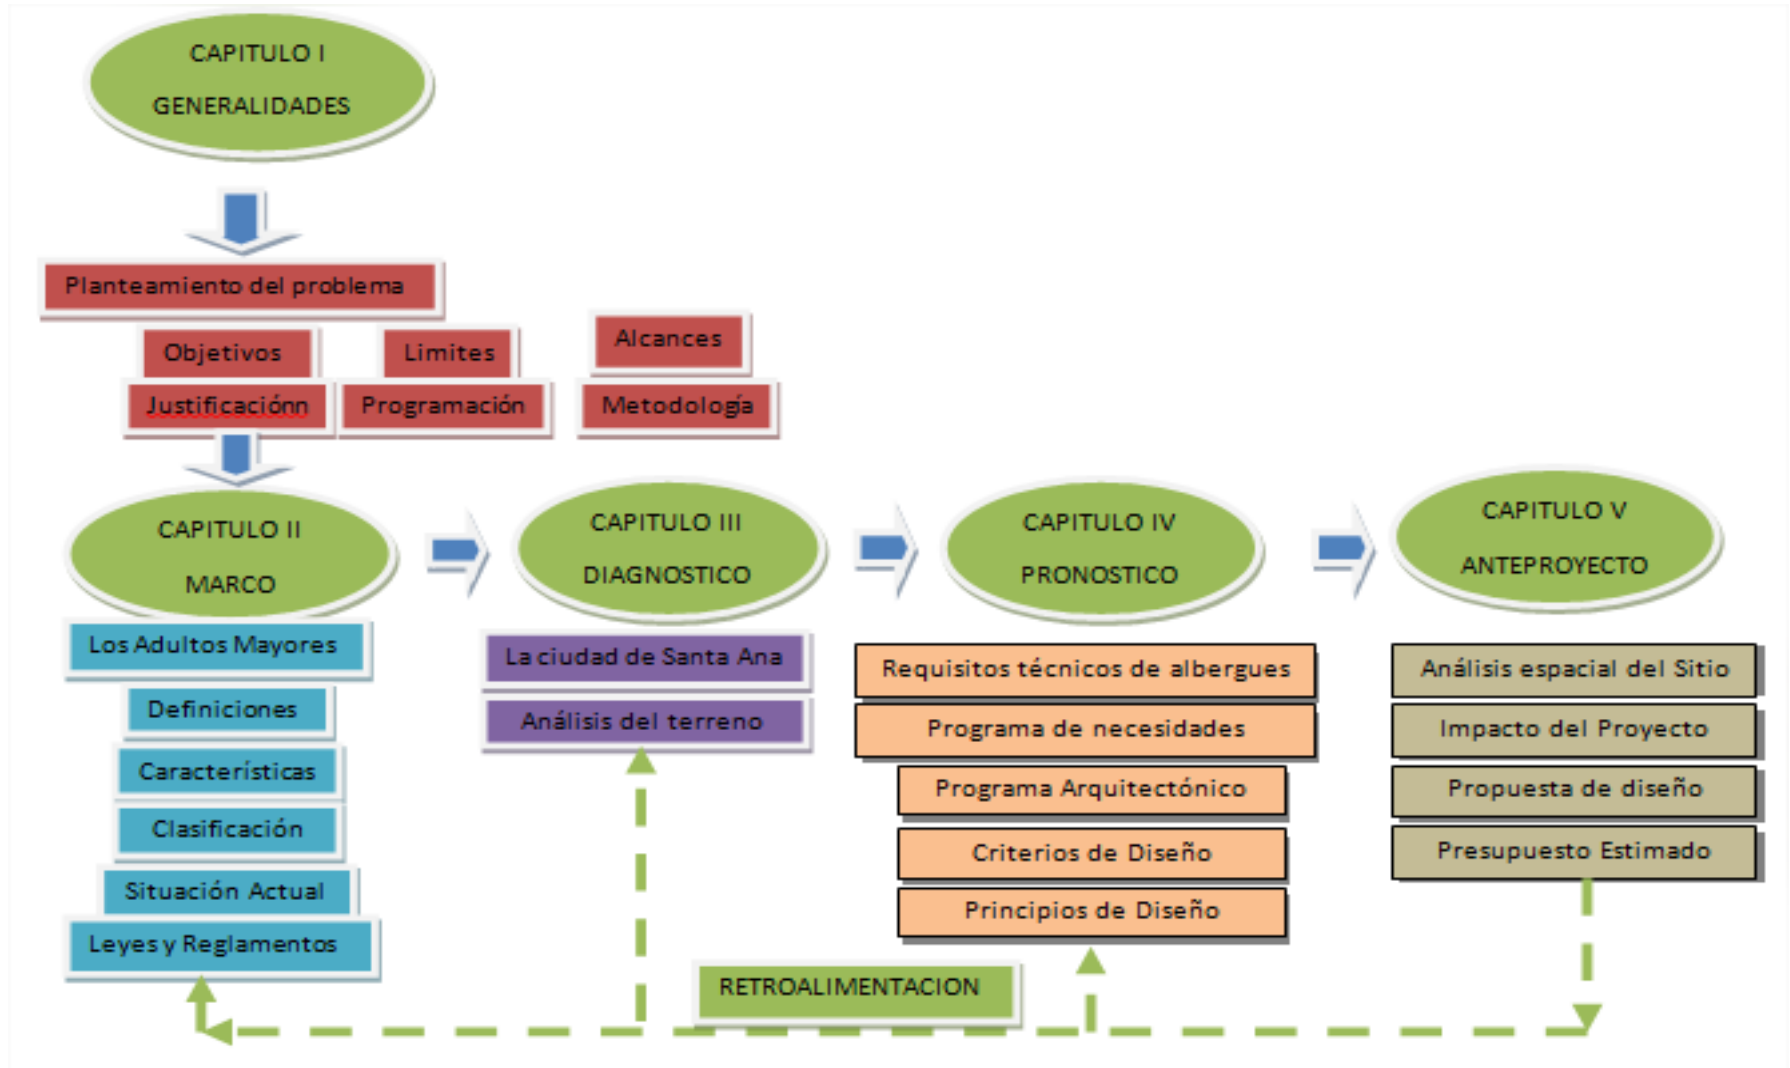 CAPITULO I
GENERALIDADES
Planteamiento del problema
Objetivos
Limites
Alcances
Justificaciónn
Programación
Metodología
CAPITULO II
MARCO
CAPITULO III
DIAGNOSTICO
CAPITULO IV
PRONOSTICO
CAPITULO V
ANTEPROYECTO
Los Adultos Mayores
Definiciones
Característicás
Clasificación
Situación Actual
Leyes y Reglamentos
La ciudad de Santa Ana
Análisis del terreno
Requisitos técnicos de albergues
Programa de necesidades
Programa Arquitectónico
Criterios de Diseño
Principios de Diseño
Análisis espacial del Sitio
Impacto del Proyecto
Propuesta de diseño
Presupuesto Estimado
RETROALIMENTACION